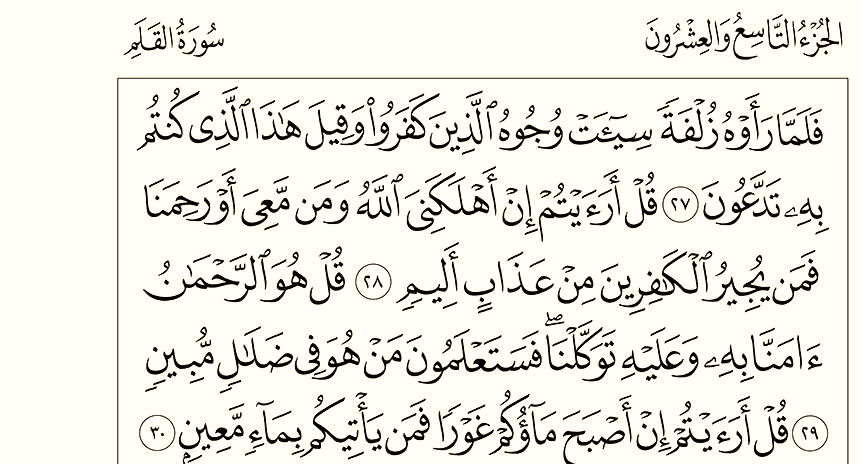 الجُزْءُ التَّاسِعُ وَالعِشْرُونَ
سُورَةُ القَلَمِ
فَلَمَّا رَأَوْهُ زُلْفَةً سِيٓـَٔتْ وُجُوهُ ٱلَّذِينَ كَفَرُوا۟ وَقِيلَ هَٰذَا ٱلَّذِى كُنتُم
بِهِۦ تَدَّعُونَ ٢٧ قُلْ أَرَءَيْتُمْ إِنْ أَهْلَكَنِىَ ٱللَّهُ وَمَن مَّعِىَ أَوْ رَحِمَنَا
فَمَن يُجِيرُ ٱلْكَٰفِرِينَ مِنْ عَذَابٍ أَلِيمٍ ٢٨ قُلْ هُوَ ٱلرَّحْمَٰنُ
ءَامَنَّا بِهِۦ وَعَلَيْهِ تَوَكَّلْنَا ۖ فَسَتَعْلَمُونَ مَنْ هُوَ فِى ضَلَٰلٍ مُّبِينٍ
٢٩ قُلْ أَرَءَيْتُمْ إِنْ أَصْبَحَ مَآؤُكُمْ غَوْرًا فَمَن يَأْتِيكُم بِمَآءٍ مَّعِينٍۭ ٣٠